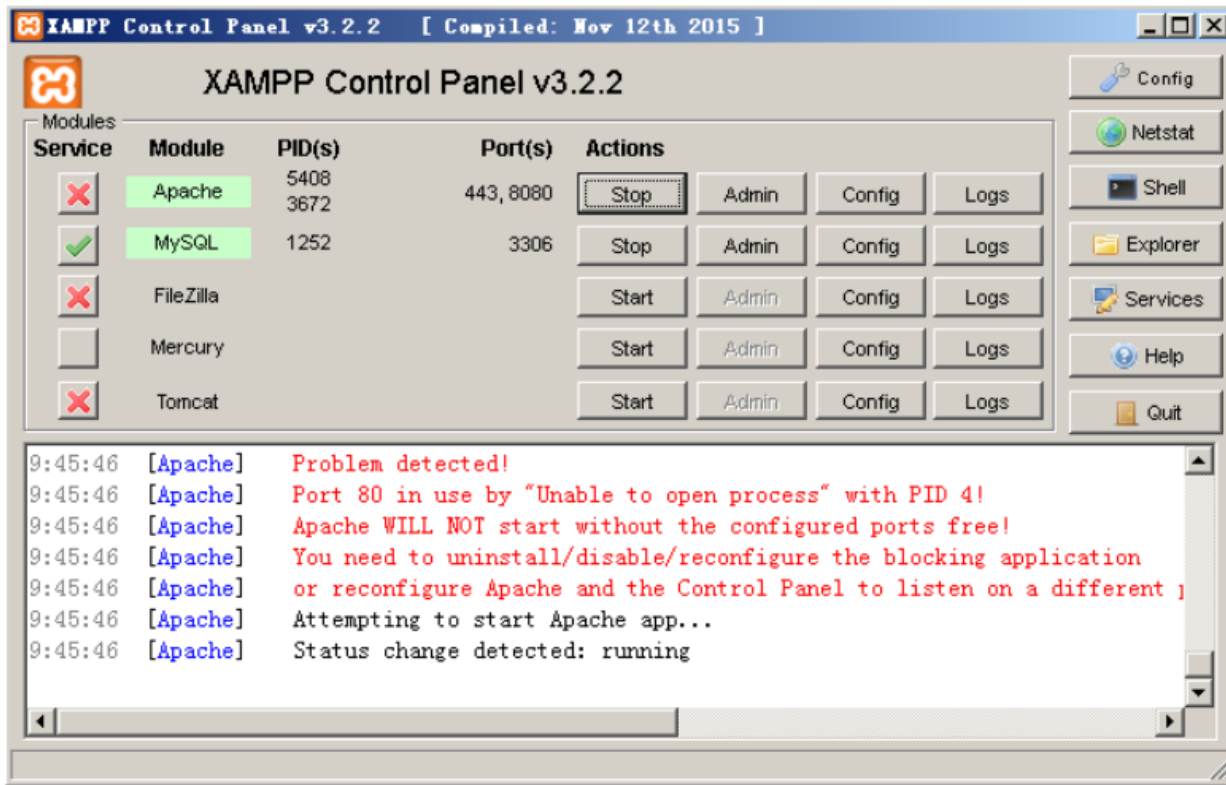 XAMPP Control Panel v3.2.2 [ Compiled: Nov 12th 2015 ]
XAMPP Control Panel v3.2.2
Config
Modules
Netstat
Service Module PID(s) Port(s) Actions
Apache 5408 3672 443, 8080 Stop Admin Config Logs
Shell
MySQL 1252 3306 Stop Admin Config Logs
Explorer
FileZilla Start Admin Config Logs
Services
Mercury Start Admin Config Logs
Help
Tomcat Start Admin Config Logs
Quit
9:45:46 [Apache] Problem detected!
9:45:46 [Apache] Port 80 in use by "Unable to open process" with PID 4!
9:45:46 [Apache] Apache WILL NOT start without the configured ports free!
9:45:46 [Apache] You need to uninstall/disable/reconfigure the blocking application
9:45:46 [Apache] or reconfigure Apache and the Control Panel to listen on a different
9:45:46 [Apache] Attempting to start Apache app...
9:45:46 [Apache] Status change detected: running